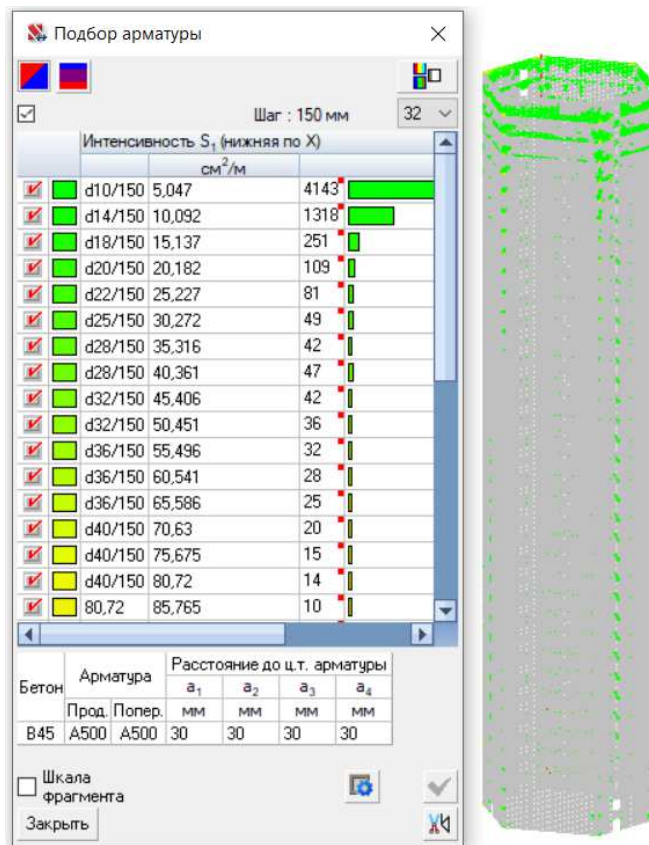 Подбор арматуры
Шаг : 150 мм 32
Интенсивность S1 (нижняя по X)
см2/м
d10/150 5,047 4143
d14/150 10,092 1318
d18/150 15,137 251
d20/150 20,182 109
d22/150 25,227 81
d25/150 30,272 49
d28/150 35,316 42
d28/150 40,361 47
d32/150 45,406 42
d32/150 50,451 36
d36/150 55,496 32
d36/150 60,541 28
d36/150 65,586 25
d40/150 70,63 20
d40/150 75,675 15
d40/150 80,72 14
80,72 85,765 10
Бетон Арматура Расстояние до ц.т. арматуры
a1 a2 a3 a4
Прод. Попер. мм мм мм мм
B45 A500 A500 30 30 30 30
Шкала
фрагмента
Закрыть